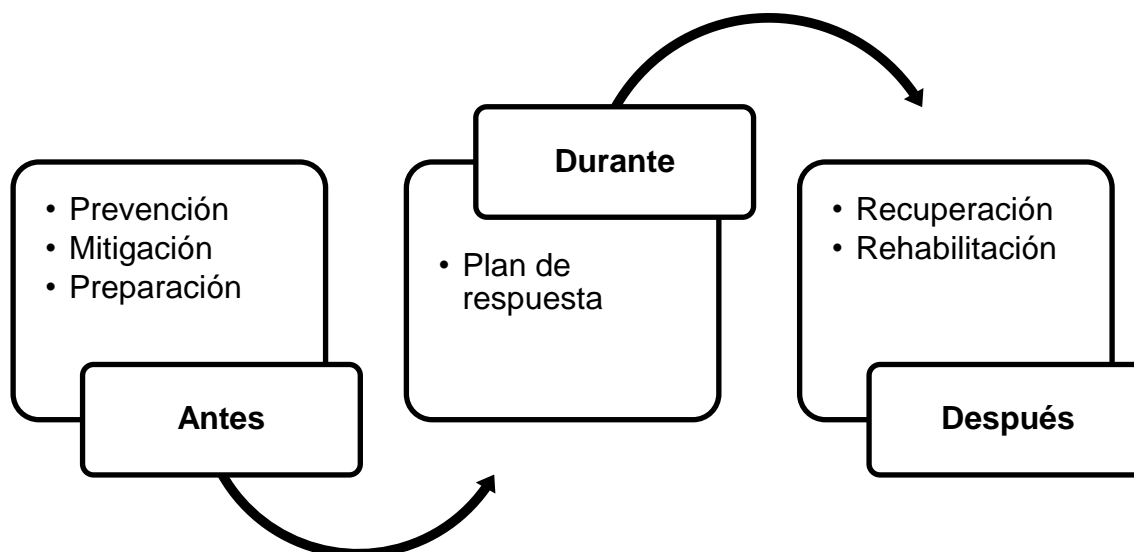 • Prevención
• Mitigación
• Preparación
Antes
Durante
• Plan de
respuesta
• Recuperación
• Rehabilitación
Después